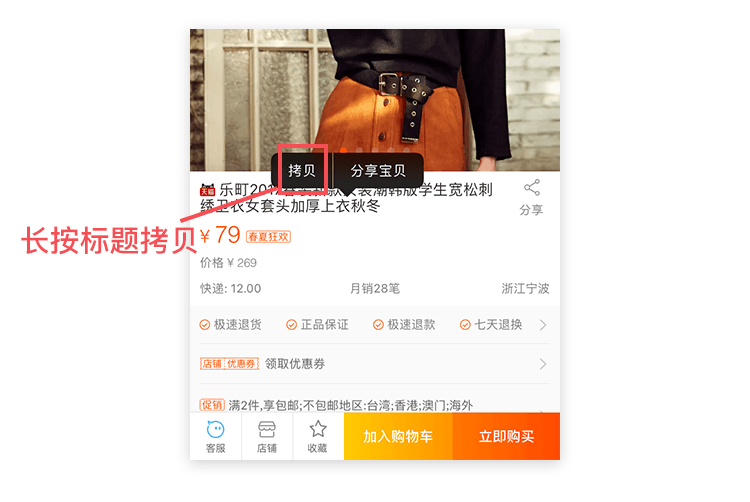 拷贝 分享宝贝
天猫 乐町201 装潮韩版学生宽松刺
绣卫衣女套头加厚上衣秋冬
分享
长按标题拷贝
¥ 79 春夏狂欢
价格 ¥ 269
快递: 12.00 月销28笔 浙江宁波
极速退货 正品保证 极速退款 七天退换
店铺 优惠券 领取优惠券
促销 满2件,享包邮;不包邮地区:台湾;香港;澳门;海外
客服 店铺 收藏 加入购物车 立即购买